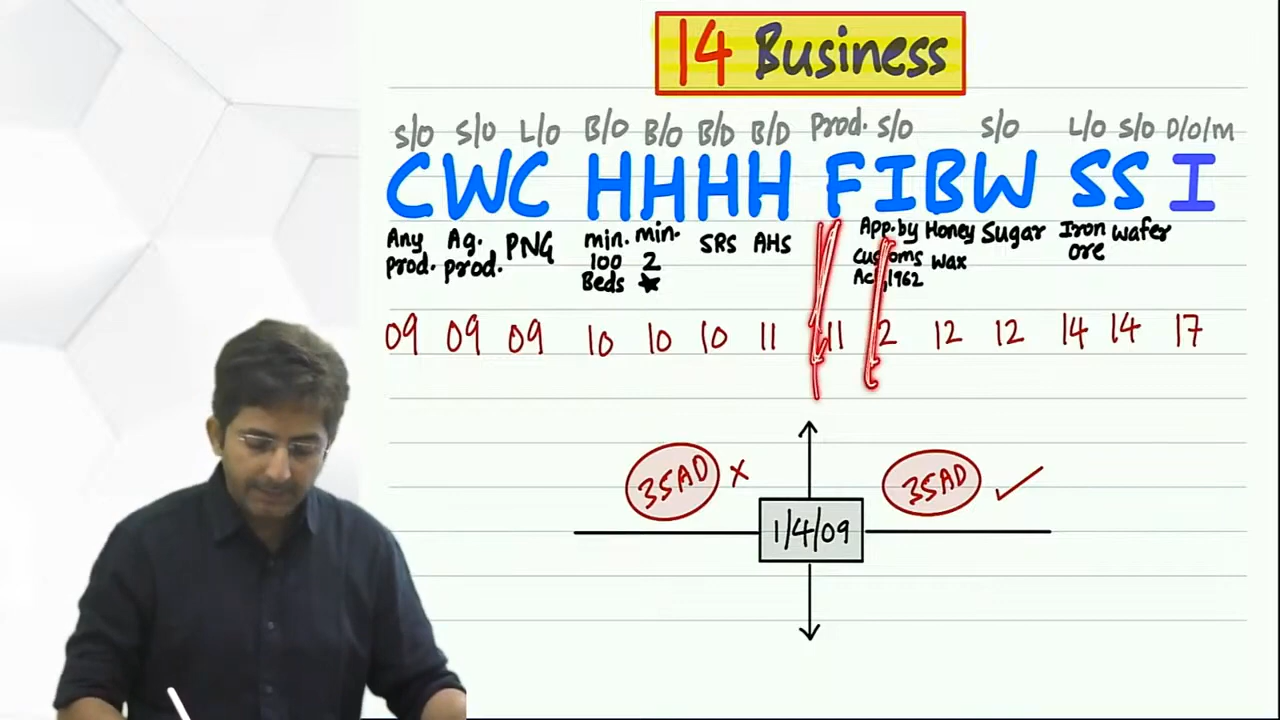 14 Business
S/O S/O L/O B/O B/O B/D B/D Prod. S/O S/O L/O S/O D/O/M
CWC HHHH FIBW SS I
Any Ag. PNG min. min. SRS AHS App. by Honey Sugar Iron wafer
prod. prod. 100 2 Customs wax ore
Beds ★ Act,1962
09 09 09 10 10 10 11 11 12 12 14 14 17
35AD × 35AD ✓
1/4/09